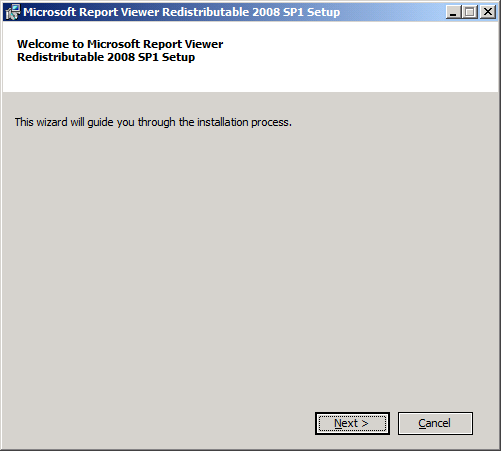 Microsoft Report Viewer Redistributable 2008 SP1 Setup
Welcome to Microsoft Report Viewer
Redistributable 2008 SP1 Setup
This wizard will guide you through the installation process.
Next >
Cancel